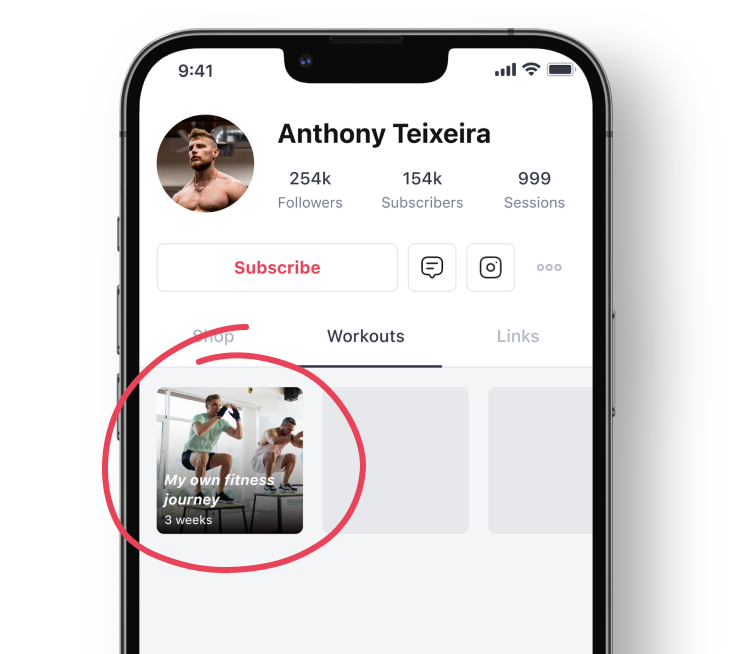 9:41
Anthony Teixeira
254k 154k 999
Followers Subscribers Sessions
Subscribe
Shop Workouts Links
My own fitness
journey
3 weeks